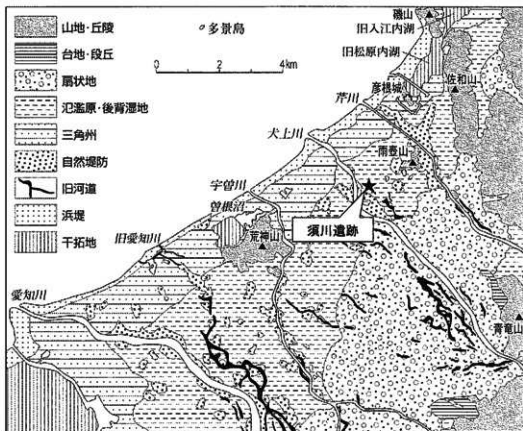 山地・丘陵
台地・段丘
扇状地
氾濫原・後背湿地
三角州
自然堤防
旧河道
浜堤
干拓地
多景島
0 2 4km
磯山
旧入江内湖
旧松原内湖
佐和山
彦根城
芹川
犬上川
雨壺山
宇曽川
曽根沼
須川遺跡
荒神山
旧愛知川
愛知川
青竜山